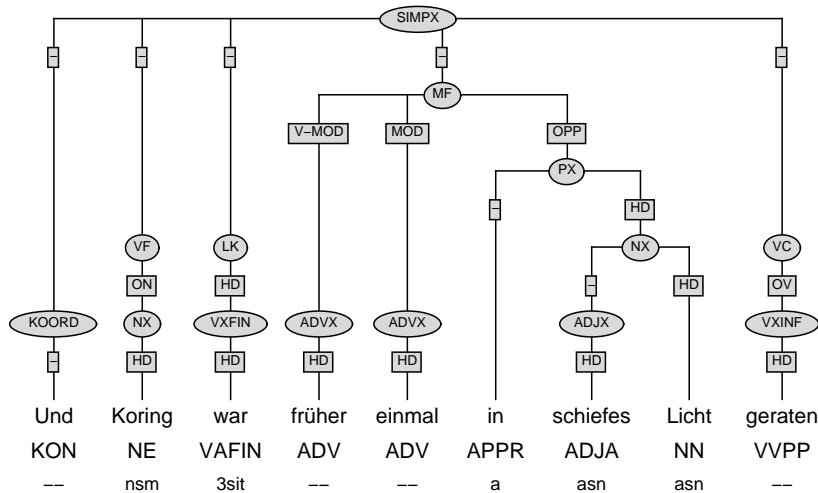 SIMPX
– – – – –
MF
V–MOD MOD OPP
PX
– HD
VF LK NX VC
ON HD – HD OV
KOORD NX VXFIN ADVX ADVX ADJX VXINF
– HD HD HD HD HD HD
Und Koring war früher einmal in schiefes Licht geraten
KON NE VAFIN ADV ADV APPR ADJA NN VVPP
–– nsm 3sit –– –– a asn asn ––